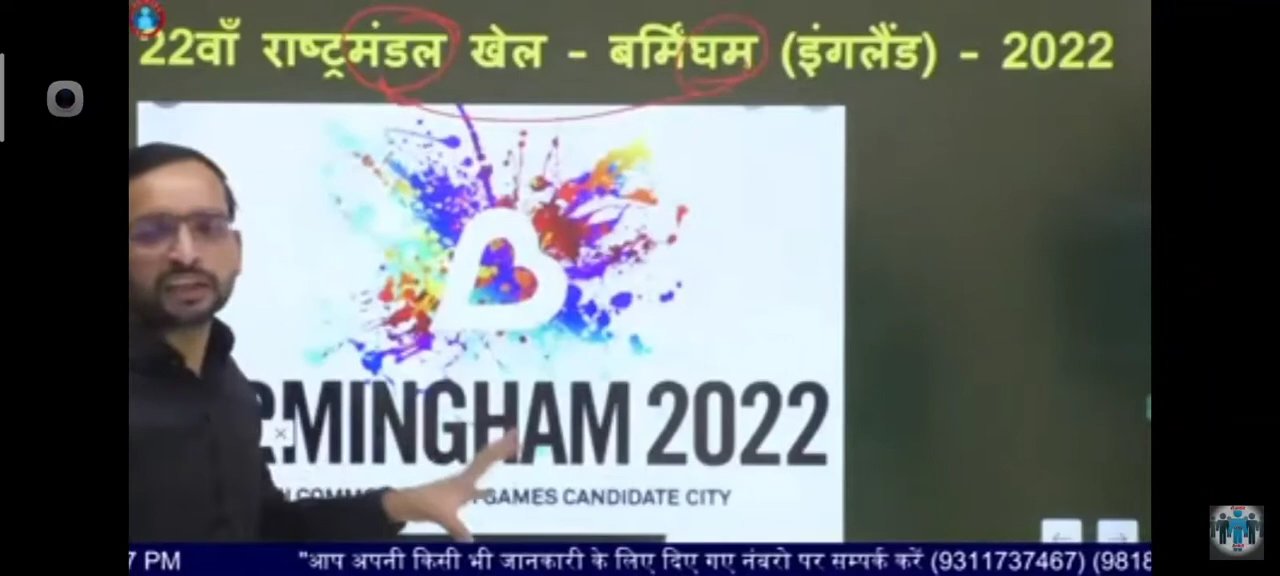 22वाँ राष्ट्रमंडल खेल - बर्मिंघम (इंगलैंड) - 2022
RMINGHAM 2022
GAMES CANDIDATE CITY
7 PM "आप अपनी किसी भी जानकारी के लिए दिए गए नंबरो पर सम्पर्क करें (9311737467) (9818